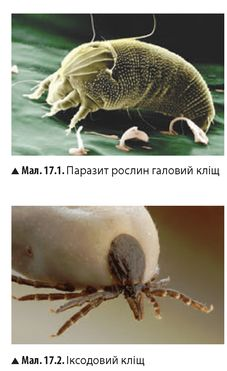 ▲ Мал. 17.1. Паразит рослин галовий кліщ
▲ Мал. 17.2. Іксодовий кліщ